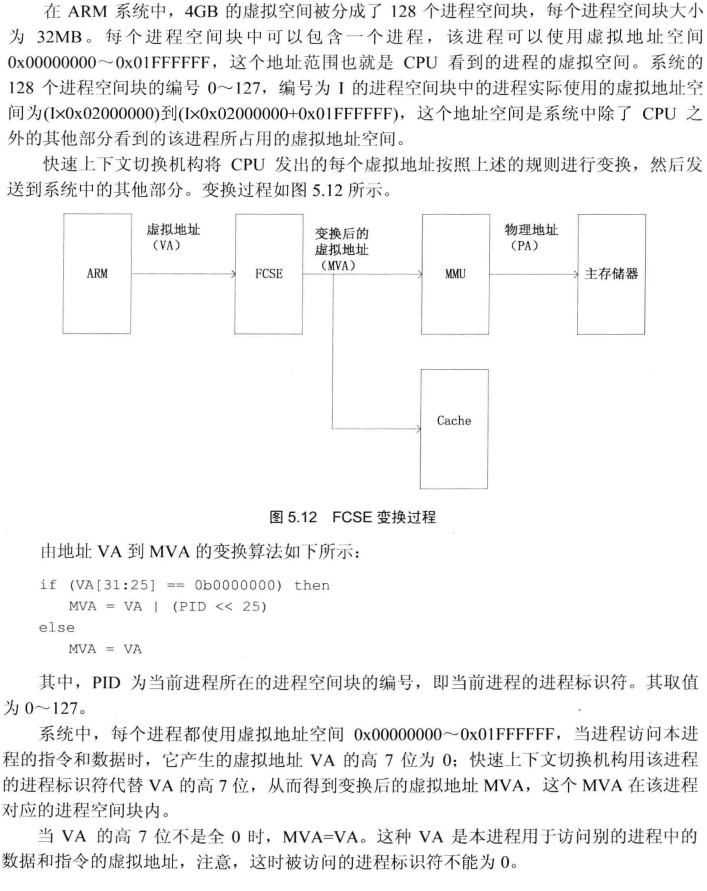 在 ARM 系统中，4GB 的虚拟空间被分成了 128 个进程空间块，每个进程空间块大小
为 32MB。每个进程空间块中可以包含一个进程，该进程可以使用虚拟地址空间
0x00000000～0x01FFFFFF，这个地址范围也就是 CPU 看到的进程的虚拟空间。系统的
128 个进程空间块的编号 0～127，编号为 I 的进程空间块中的进程实际使用的虚拟地址空
间为(I×0x02000000)到(I×0x02000000+0x01FFFFFF)，这个地址空间是系统中除了 CPU 之
外的其他部分看到的该进程所占用的虚拟地址空间。
快速上下文切换机构将 CPU 发出的每个虚拟地址按照上述的规则进行变换，然后发
送到系统中的其他部分。变换过程如图 5.12 所示。
ARM
虚拟地址
（VA）
FCSE
变换后的
虚拟地址
（MVA）
MMU
物理地址
（PA）
主存储器
Cache
图 5.12 FCSE 变换过程
由地址 VA 到 MVA 的变换算法如下所示：
if (VA[31:25] == 0b0000000) then
MVA = VA | (PID << 25)
else
MVA = VA
其中，PID 为当前进程所在的进程空间块的编号，即当前进程的进程标识符。其取值
为 0～127。
系统中，每个进程都使用虚拟地址空间 0x00000000～0x01FFFFFF，当进程访问本进
程的指令和数据时，它产生的虚拟地址 VA 的高 7 位为 0；快速上下文切换机构用该进程
的进程标识符代替 VA 的高 7 位，从而得到变换后的虚拟地址 MVA，这个 MVA 在该进程
对应的进程空间块内。
当 VA 的高 7 位不是全 0 时，MVA=VA。这种 VA 是本进程用于访问别的进程中的
数据和指令的虚拟地址，注意，这时被访问的进程标识符不能为 0。